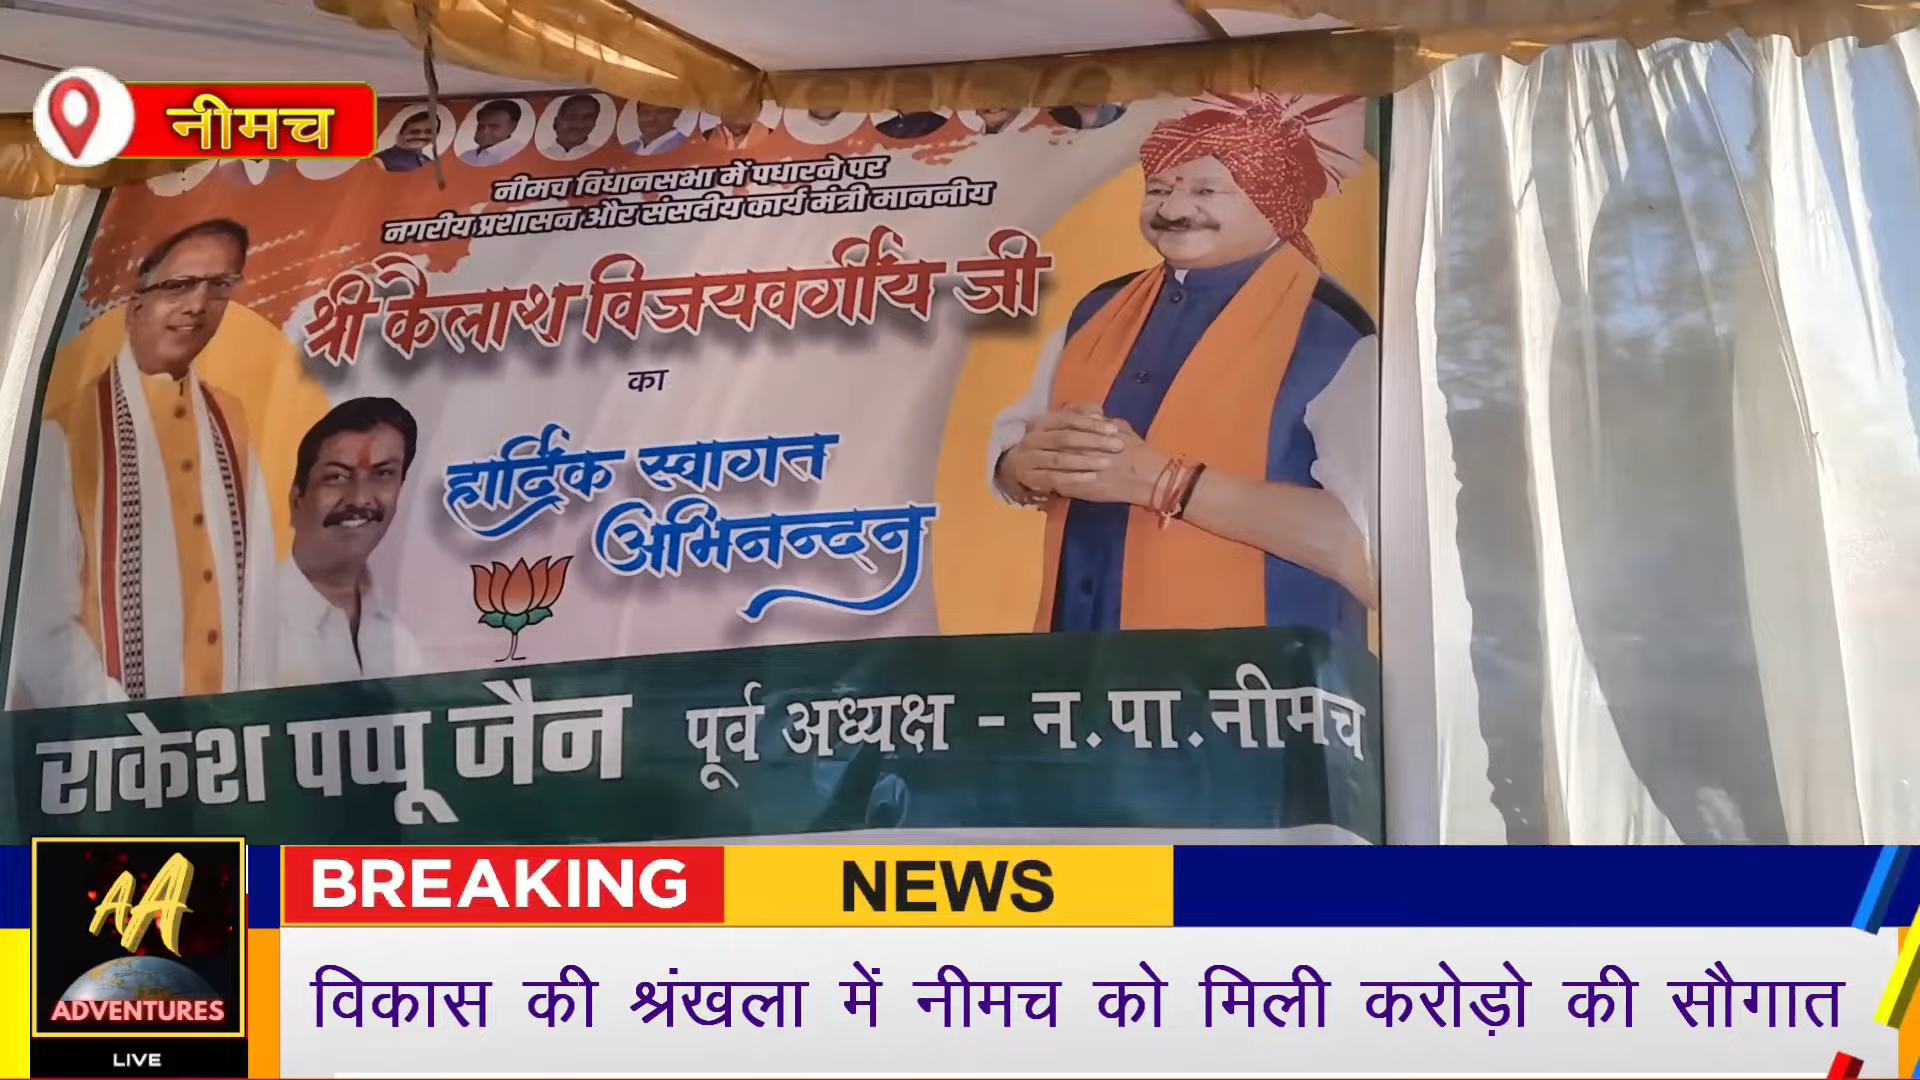 नीमच
नीमच विधानसभा में पधारने पर
नगरीय प्रशासन और संसदीय कार्य मंत्री माननीय
श्री कैलाश विजयवर्गीय जी
का
हार्दिक स्वागत
अभिनन्दन
राकेश पप्पू जैन पूर्व अध्यक्ष - न.पा.नीमच
BREAKING NEWS
AA
ADVENTURES
LIVE
विकास की श्रंखला में नीमच को मिली करोड़ो की सौगात